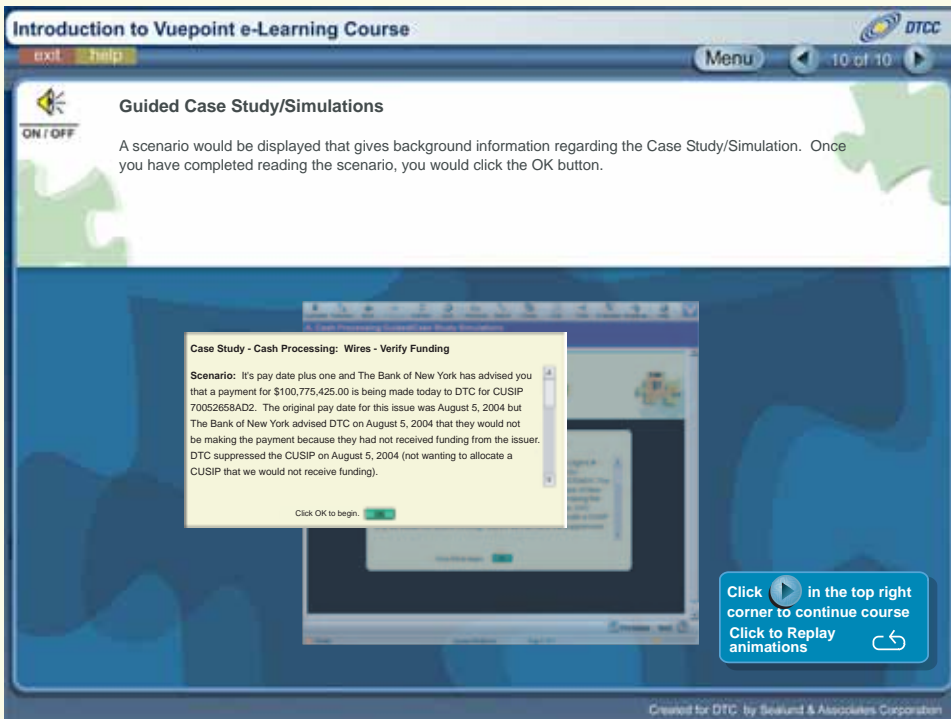 Introduction to Vuepoint e-Learning Course
DTCC
exit help
Menu
10 of 10
ON / OFF
Guided Case Study/Simulations
A scenario would be displayed that gives background information regarding the Case Study/Simulation. Once
you have completed reading the scenario, you would click the OK button.
Case Study - Cash Processing: Wires - Verify Funding
Scenario: It's pay date plus one and The Bank of New York has advised you
that a payment for $100,775,425.00 is being made today to DTC for CUSIP
70052658AD2. The original pay date for this issue was August 5, 2004 but
The Bank of New York advised DTC on August 5, 2004 that they would not
be making the payment because they had not received funding from the issuer.
DTC suppressed the CUSIP on August 5, 2004 (not wanting to allocate a
CUSIP that we would not receive funding).
Click OK to begin.
OK
Click in the top right
corner to continue course
Click to Replay
animations
Created for DTC by Sealund & Associates Corporation